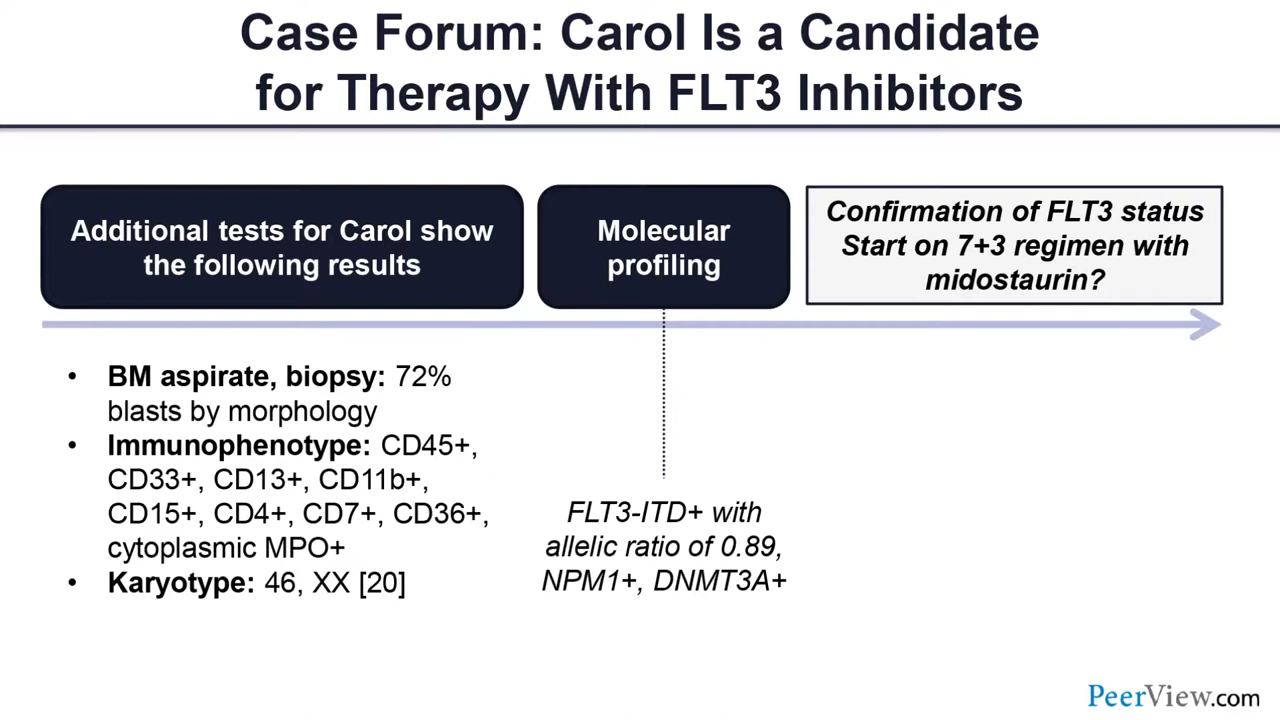 Case Forum: Carol Is a Candidate
for Therapy With FLT3 Inhibitors
Additional tests for Carol show
the following results
Molecular
profiling
Confirmation of FLT3 status
Start on 7+3 regimen with
midostaurin?
• BM aspirate, biopsy: 72%
blasts by morphology
• Immunophenotype: CD45+,
CD33+, CD13+, CD11b+,
CD15+, CD4+, CD7+, CD36+,
cytoplasmic MPO+
• Karyotype: 46, XX [20]
FLT3-ITD+ with
allelic ratio of 0.89,
NPM1+, DNMT3A+
PeerView.com